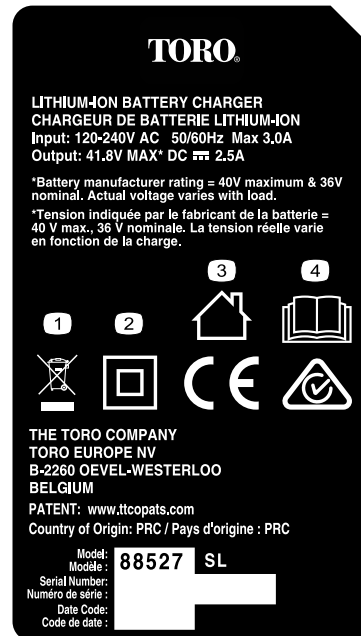 TORO®
LITHIUM-ION BATTERY CHARGER
CHARGEUR DE BATTERIE LITHIUM-ION
Input: 120-240V AC 50/60Hz Max 3.0A
Output: 41.8V MAX* DC ⎓ 2.5A
*Battery manufacturer rating = 40V maximum & 36V
nominal. Actual voltage varies with load.
*Tension indiquée par le fabricant de la batterie =
40 V max., 36 V nominale. La tension réelle varie
en fonction de la charge.
3 4
1 2
CE
THE TORO COMPANY
TORO EUROPE NV
B-2260 OEVEL-WESTERLOO
BELGIUM
PATENT: www.ttcopats.com
Country of Origin: PRC / Pays d'origine : PRC
Model:
Modèle : 88527 SL
Serial Number:
Numéro de série :
Date Code:
Code de date :